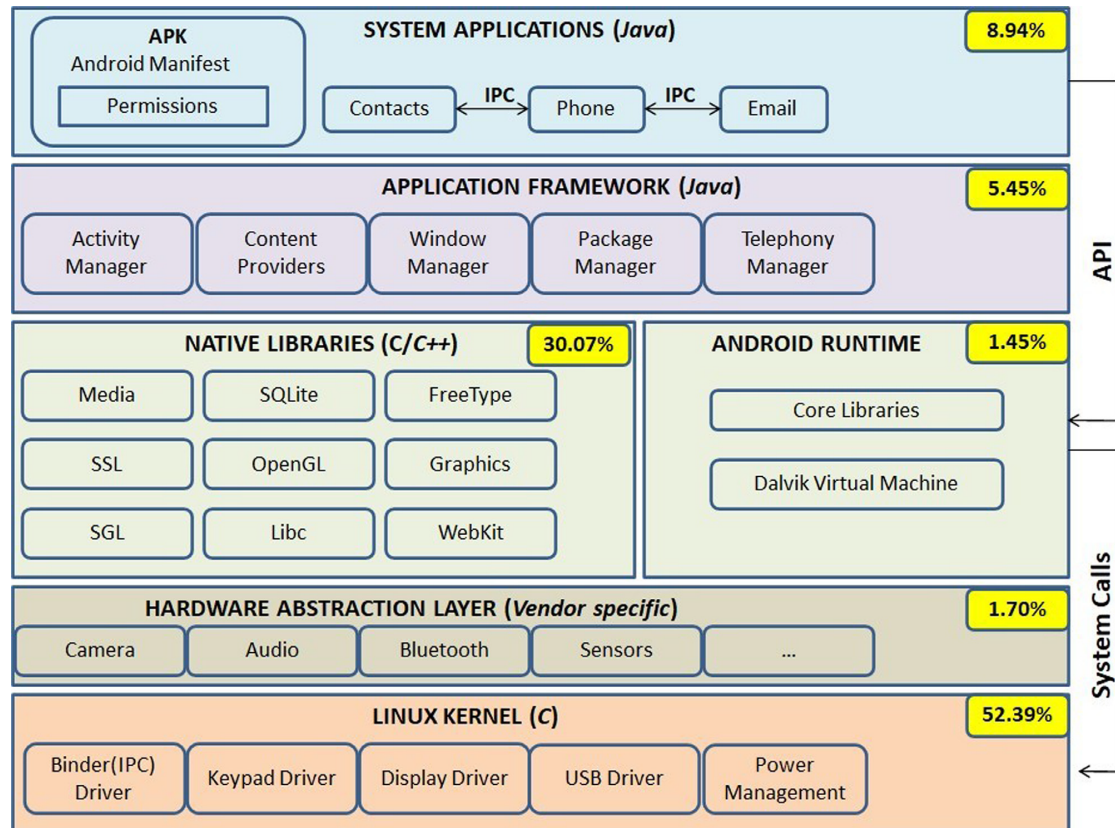 APK
Android Manifest
Permissions
SYSTEM APPLICATIONS (Java)
8.94%
Contacts
IPC
Phone
IPC
Email
APPLICATION FRAMEWORK (Java)
5.45%
Activity
Manager
Content
Providers
Window
Manager
Package
Manager
Telephony
Manager
API
NATIVE LIBRARIES (C/C++)
30.07%
Media
SQLite
FreeType
SSL
OpenGL
Graphics
SGL
Libc
WebKit
ANDROID RUNTIME
1.45%
Core Libraries
Dalvik Virtual Machine
System Calls
HARDWARE ABSTRACTION LAYER (Vendor specific)
1.70%
Camera
Audio
Bluetooth
Sensors
...
LINUX KERNEL (C)
52.39%
Binder(IPC)
Driver
Keypad Driver
Display Driver
USB Driver
Power
Management